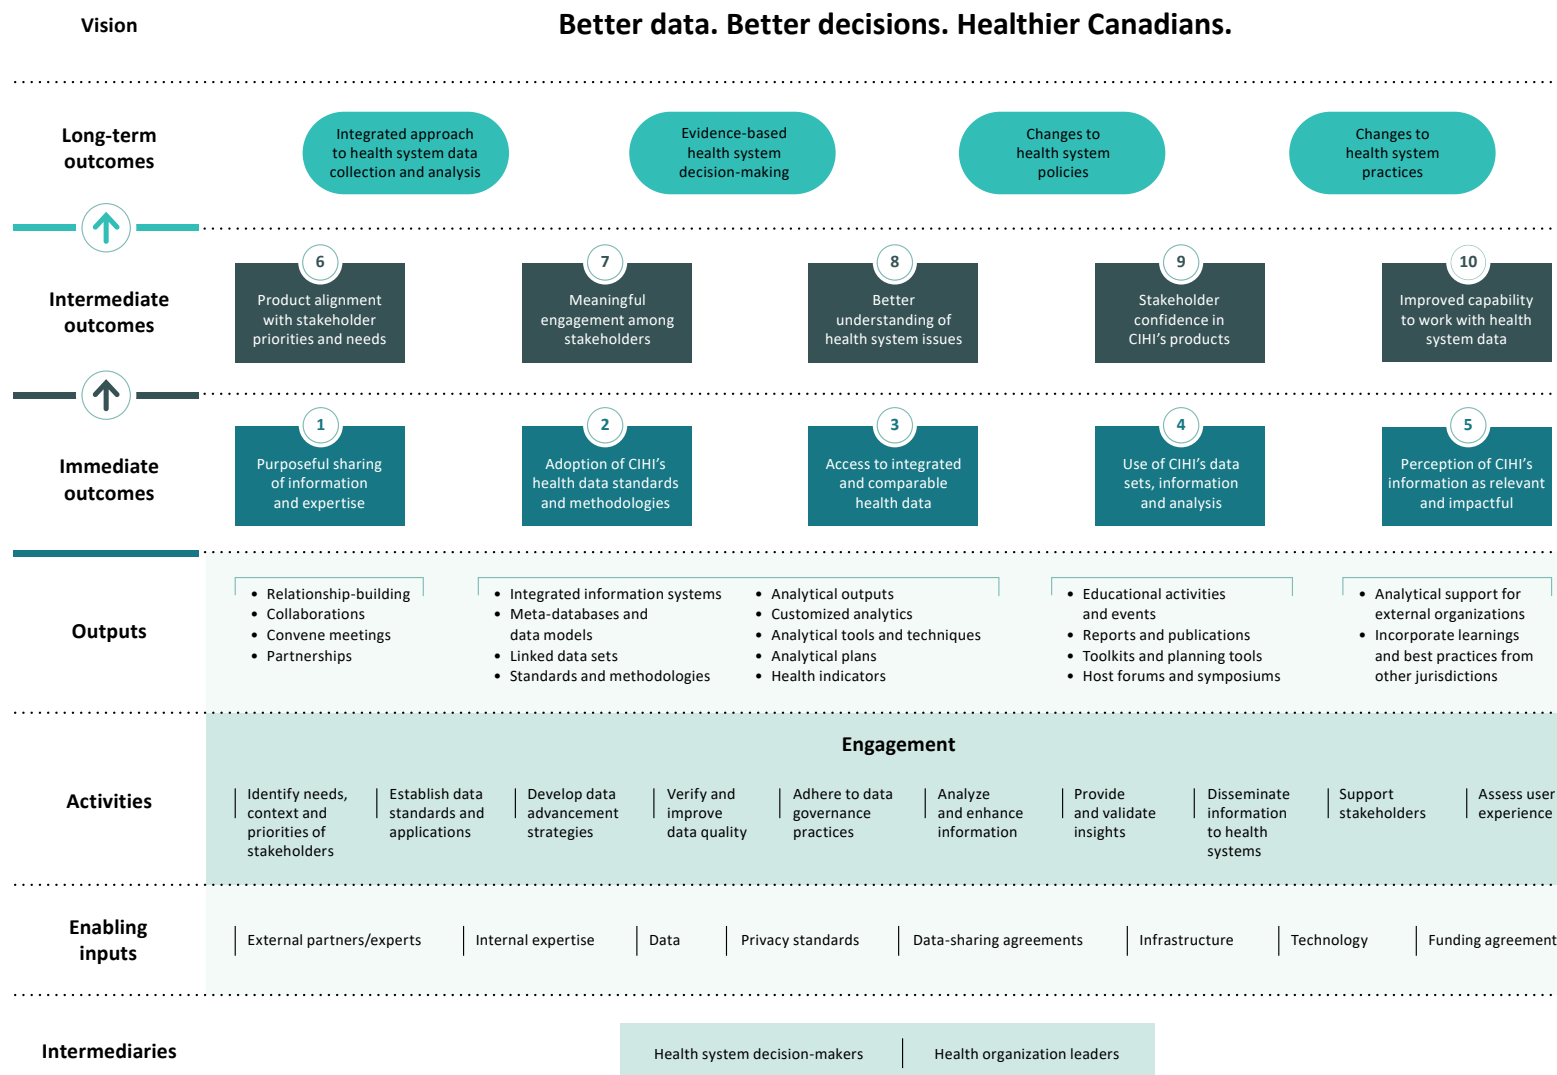 Vision
Better data. Better decisions. Healthier Canadians.
Long-term
outcomes
Integrated approach
to health system data
collection and analysis
Evidence-based
health system
decision-making
Changes to
health system
policies
Changes to
health system
practices
Intermediate
outcomes
6
Product alignment
with stakeholder
priorities and needs
7
Meaningful
engagement among
stakeholders
8
Better
understanding of
health system issues
9
Stakeholder
confidence in
CIHI’s products
10
Improved capability
to work with health
system data
Immediate
outcomes
1
Purposeful sharing
of information
and expertise
2
Adoption of CIHI’s
health data standards
and methodologies
3
Access to integrated
and comparable
health data
4
Use of CIHI’s data
sets, information
and analysis
5
Perception of CIHI’s
information as relevant
and impactful
Outputs
• Relationship-building
• Collaborations
• Convene meetings
• Partnerships
• Integrated information systems
• Meta-databases and
data models
• Linked data sets
• Standards and methodologies
• Analytical outputs
• Customized analytics
• Analytical tools and techniques
• Analytical plans
• Health indicators
• Educational activities
and events
• Reports and publications
• Toolkits and planning tools
• Host forums and symposiums
• Analytical support for
external organizations
• Incorporate learnings
and best practices from
other jurisdictions
Activities
Engagement
Identify needs,
context and
priorities of
stakeholders
Establish data
standards and
applications
Develop data
advancement
strategies
Verify and
improve
data quality
Adhere to data
governance
practices
Analyze
and enhance
information
Provide
and validate
insights
Disseminate
information
to health
systems
Support
stakeholders
Assess user
experience
Enabling
inputs
External partners/experts
Internal expertise
Data
Privacy standards
Data-sharing agreements
Infrastructure
Technology
Funding agreement
Intermediaries
Health system decision-makers
Health organization leaders